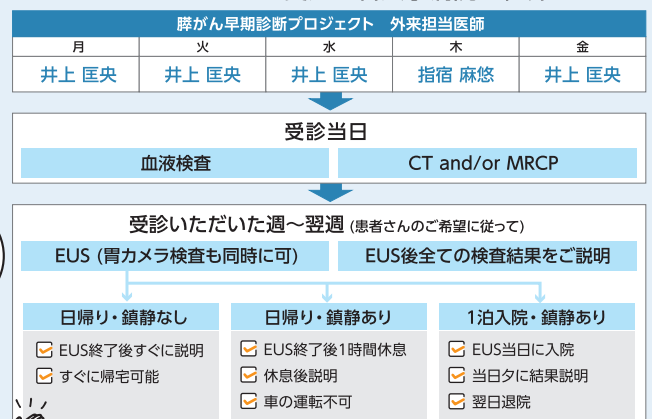 膵がん早期診断プロジェクト 外来担当医師
月 火 水 木 金
井上 匡央 井上 匡央 井上 匡央 指宿 麻悠 井上 匡央
受診当日
血液検査 CT and/or MRCP
受診いただいた週～翌週 (患者さんのご希望に従って)
EUS (胃カメラ検査も同時に可) EUS後全ての検査結果をご説明
日帰り・鎮静なし 日帰り・鎮静あり 1泊入院・鎮静あり
EUS終了後すぐに説明 EUS終了後1時間休息 EUS当日に入院
すぐに帰宅可能 休息後説明 当日夕に結果説明
車の運転不可 翌日退院